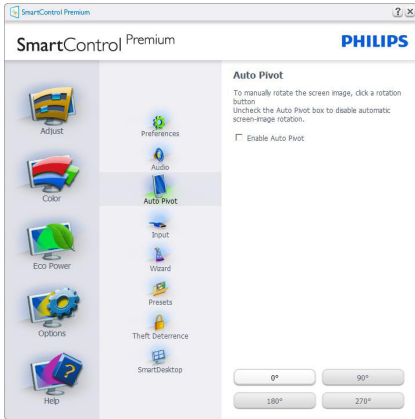 SmartControl Premium
? ×
SmartControl Premium
PHILIPS
Adjust
Color
Eco Power
Options
Help
Preferences
Audio
Auto Pivot
Input
Wizard
Presets
Theft Deterrence
SmartDesktop
Auto Pivot
To manually rotate the screen image, click a rotation
button
Uncheck the Auto Pivot box to disable automatic
screen-image rotation.
Enable Auto Pivot
0° 90°
180° 270°